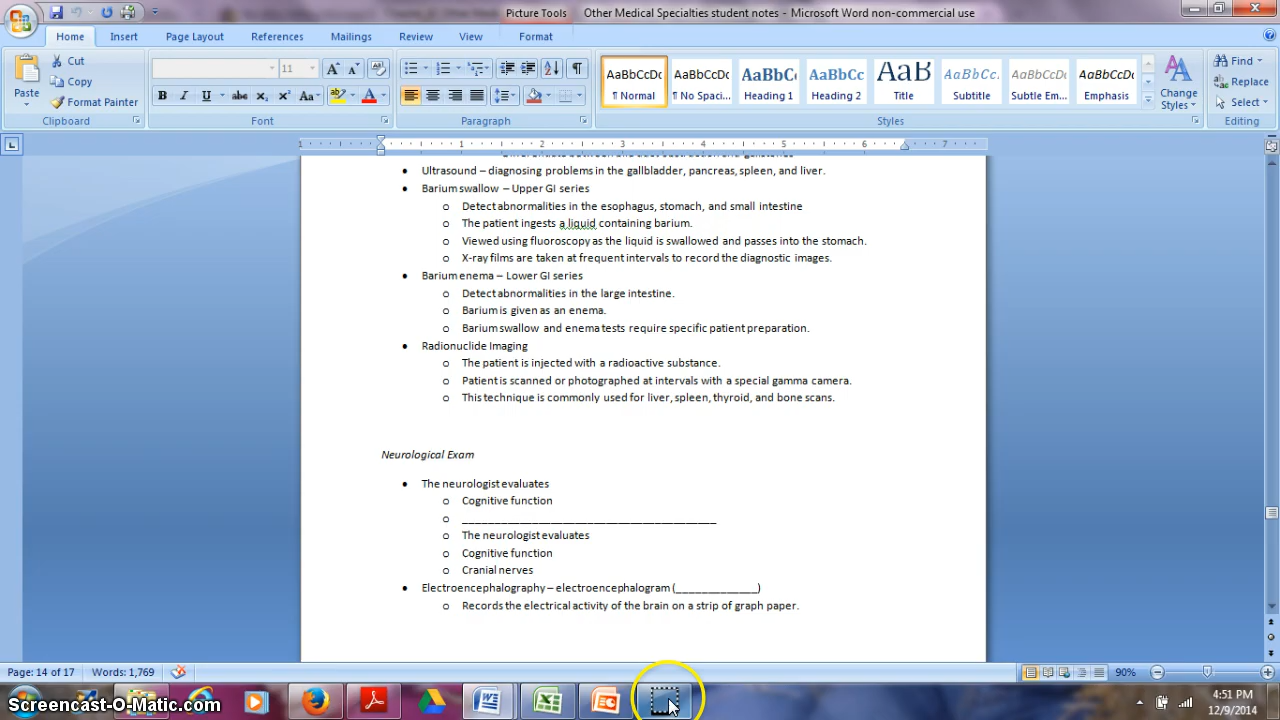 Picture Tools
Other Medical Specialties student notes - Microsoft Word non-commercial use
Home Insert Page Layout References Mailings Review View Format
Cut
Copy
Format Painter
Paste
Clipboard
11
Font
Paragraph
AaBbCcDc AaBbCcDc AaBbC AaBbCc AaB AaBbCc. AaBbCcDc AaBbCcDc
¶ Normal ¶ No Spaci... Heading 1 Heading 2 Title Subtitle Subtle Em... Emphasis
Change Styles
Styles
Find
Replace
Select
Editing
• Ultrasound – diagnosing problems in the gallbladder, pancreas, spleen, and liver.
• Barium swallow – Upper GI series
o Detect abnormalities in the esophagus, stomach, and small intestine
o The patient ingests a liquid containing barium.
o Viewed using fluoroscopy as the liquid is swallowed and passes into the stomach.
o X-ray films are taken at frequent intervals to record the diagnostic images.
• Barium enema – Lower GI series
o Detect abnormalities in the large intestine.
o Barium is given as an enema.
o Barium swallow and enema tests require specific patient preparation.
• Radionuclide Imaging
o The patient is injected with a radioactive substance.
o Patient is scanned or photographed at intervals with a special gamma camera.
o This technique is commonly used for liver, spleen, thyroid, and bone scans.
Neurological Exam
• The neurologist evaluates
o Cognitive function
o ________________________________________
o The neurologist evaluates
o Cognitive function
o Cranial nerves
• Electroencephalography – electroencephalogram (_____________)
o Records the electrical activity of the brain on a strip of graph paper.
Page: 14 of 17 Words: 1,769
90%
Screencast-O-Matic.com
4:51 PM
12/9/2014